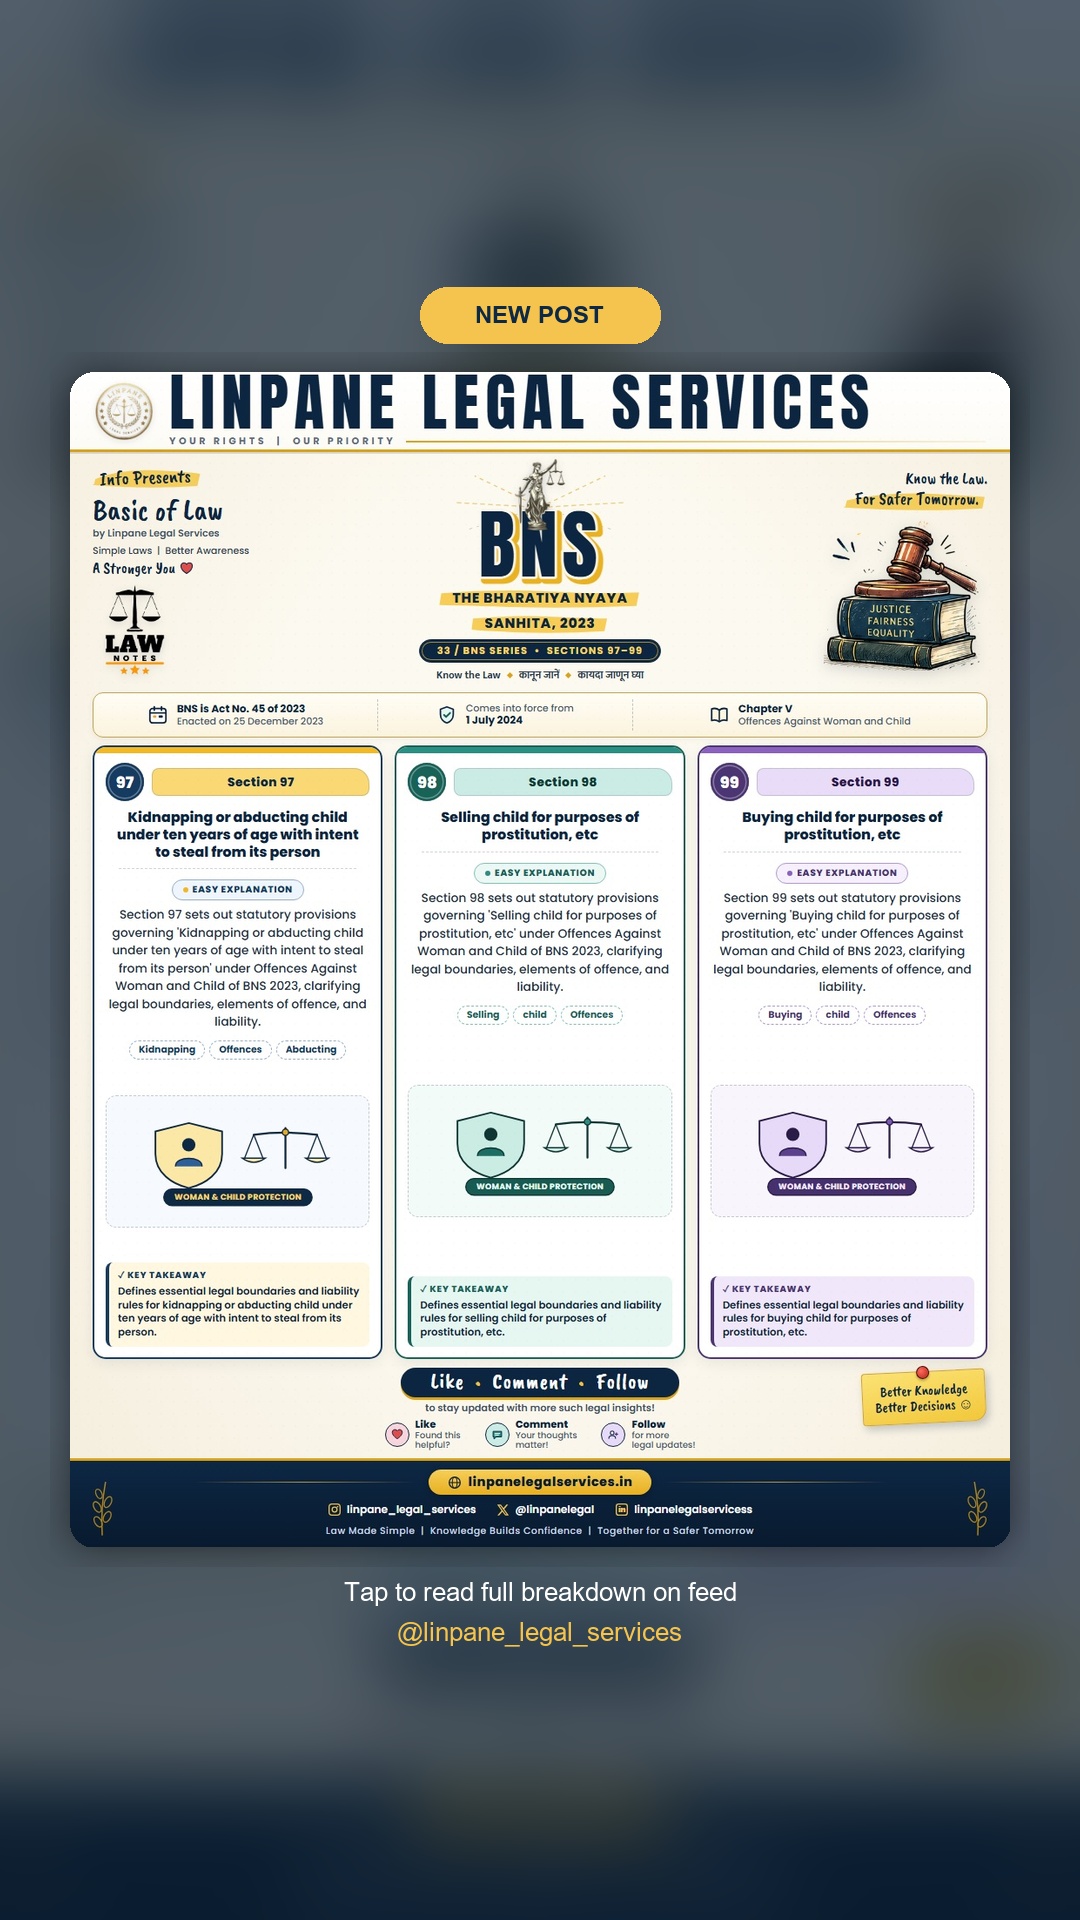 NEW POST
LINPANE LEGAL SERVICES
YOUR RIGHTS | OUR PRIORITY
Info Presents
Basic of Law
by Linpane Legal Services
Simple Laws | Better Awareness
A Stronger You
LAW
NOTES
BNS
THE BHARATIYA NYAYA
SANHITA, 2023
33 / BNS SERIES • SECTIONS 97–99
Know the Law ◆ कानून जानें ◆ कायदा जाणून घ्या
Know the Law.
For Safer Tomorrow.
JUSTICE
FAIRNESS
EQUALITY
BNS is Act No. 45 of 2023
Enacted on 25 December 2023
Comes into force from
1 July 2024
Chapter V
Offences Against Woman and Child
97
Section 97
Kidnapping or abducting child
under ten years of age with intent
to steal from its person
EASY EXPLANATION
Section 97 sets out statutory provisions
governing 'Kidnapping or abducting child
under ten years of age with intent to steal
from its person' under Offences Against
Woman and Child of BNS 2023, clarifying
legal boundaries, elements of offence, and
liability.
Kidnapping Offences Abducting
WOMAN & CHILD PROTECTION
✓ KEY TAKEAWAY
Defines essential legal boundaries and liability
rules for kidnapping or abducting child under
ten years of age with intent to steal from its
person.
98
Section 98
Selling child for purposes of
prostitution, etc
EASY EXPLANATION
Section 98 sets out statutory provisions
governing 'Selling child for purposes of
prostitution, etc' under Offences Against
Woman and Child of BNS 2023, clarifying
legal boundaries, elements of offence, and
liability.
Selling child Offences
WOMAN & CHILD PROTECTION
✓ KEY TAKEAWAY
Defines essential legal boundaries and liability
rules for selling child for purposes of
prostitution, etc.
99
Section 99
Buying child for purposes of
prostitution, etc
EASY EXPLANATION
Section 99 sets out statutory provisions
governing 'Buying child for purposes of
prostitution, etc' under Offences Against
Woman and Child of BNS 2023, clarifying
legal boundaries, elements of offence, and
liability.
Buying child Offences
WOMAN & CHILD PROTECTION
✓ KEY TAKEAWAY
Defines essential legal boundaries and liability
rules for buying child for purposes of
prostitution, etc.
Like • Comment • Follow
to stay updated with more such legal insights!
Like
Found this
helpful?
Comment
Your thoughts
matter!
Follow
for more
legal updates!
Better Knowledge
Better Decisions ☺
linpanelegalservices.in
linpane_legal_services @linpanelegal linpanelegalservicess
Law Made Simple | Knowledge Builds Confidence | Together for a Safer Tomorrow
Tap to read full breakdown on feed
@linpane_legal_services